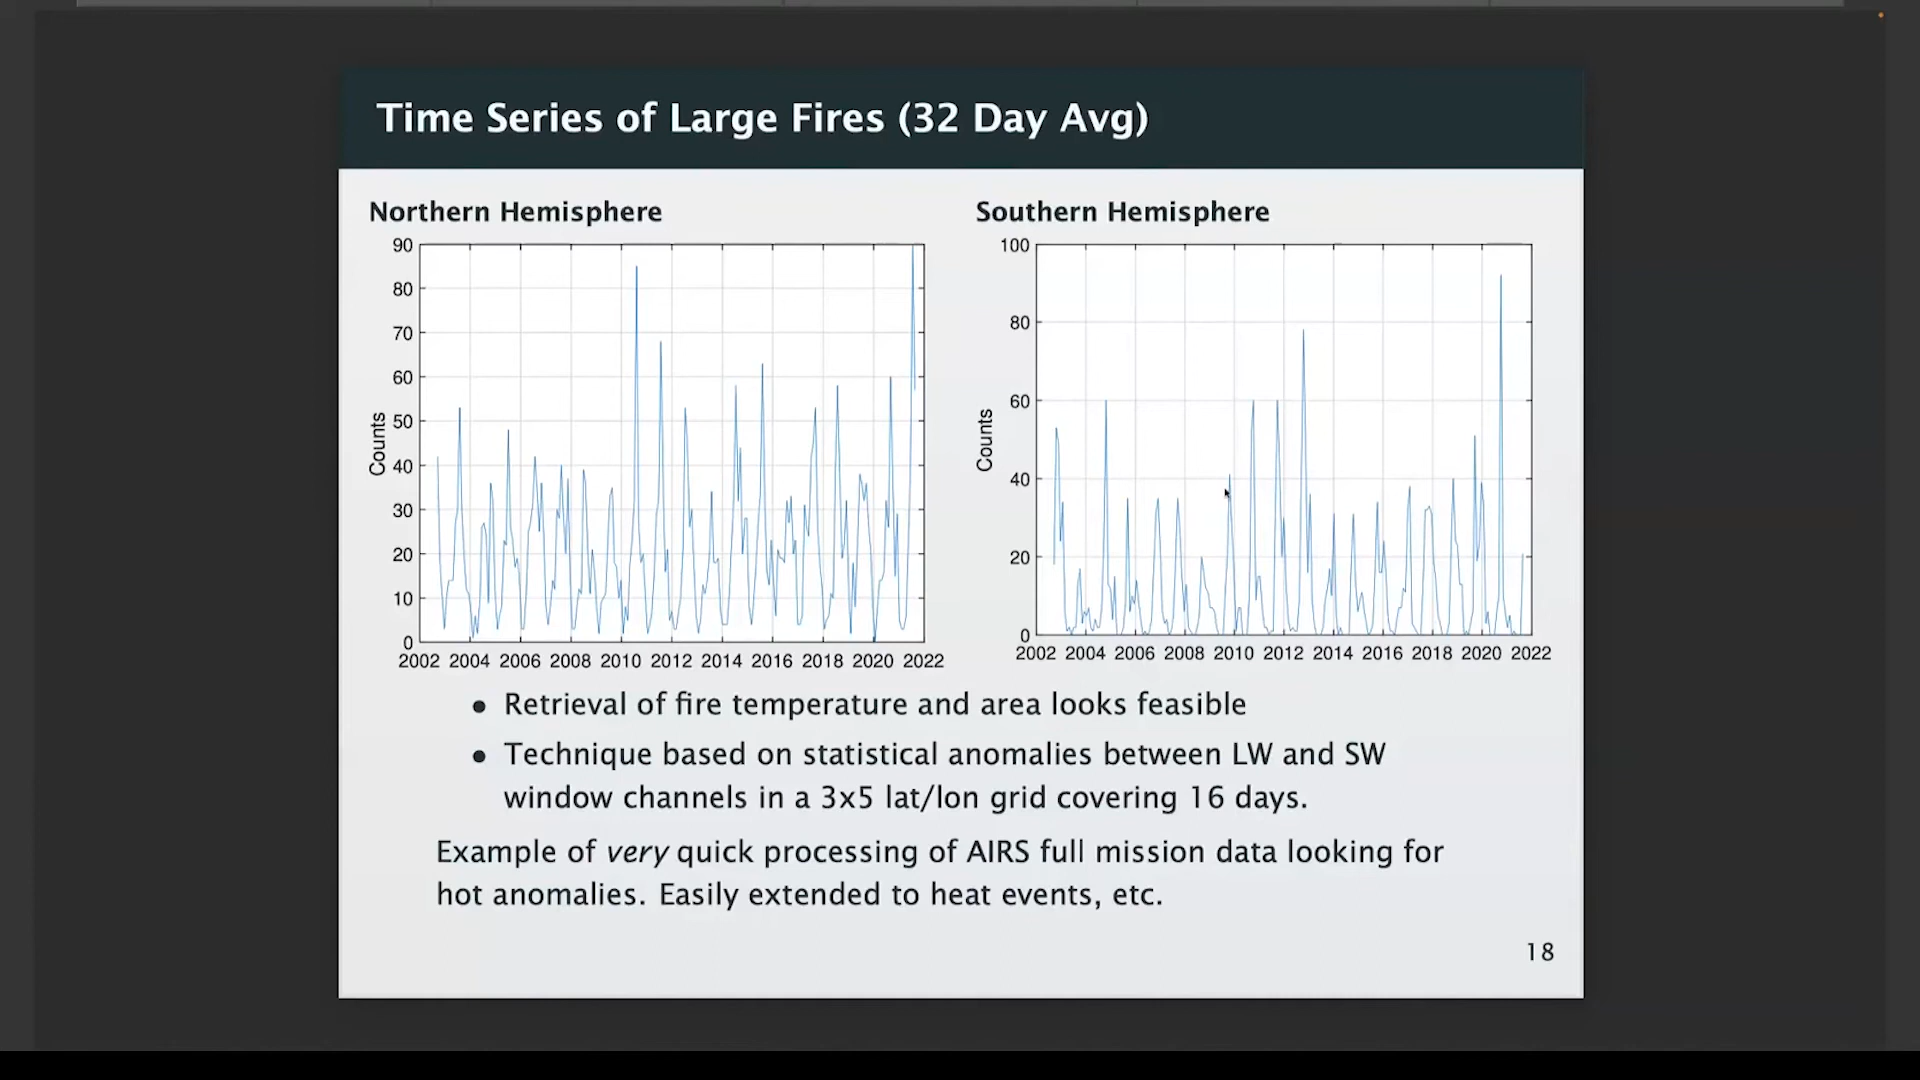 Time Series of Large Fires (32 Day Avg)
Northern Hemisphere
90
80
70
60
50
40
30
20
10
0
Counts
2002 2004 2006 2008 2010 2012 2014 2016 2018 2020 2022
Southern Hemisphere
100
80
60
40
20
0
Counts
2002 2004 2006 2008 2010 2012 2014 2016 2018 2020 2022
• Retrieval of fire temperature and area looks feasible
• Technique based on statistical anomalies between LW and SW
window channels in a 3x5 lat/lon grid covering 16 days.
Example of very quick processing of AIRS full mission data looking for
hot anomalies. Easily extended to heat events, etc.
18